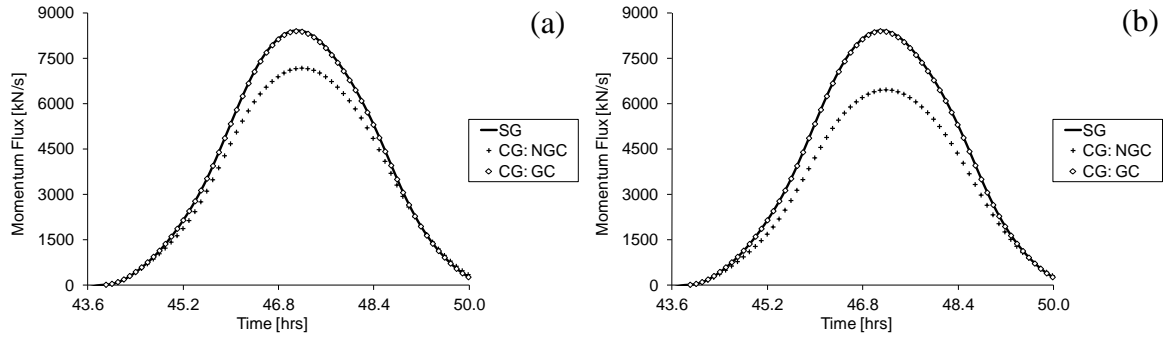 (a)
Momentum Flux [kN/s]
9000
7500
6000
4500
3000
1500
0
43.6 45.2 46.8 48.4 50.0
Time [hrs]
SG
CG: NGC
CG: GC
(b)
Momentum Flux [kN/s]
9000
7500
6000
4500
3000
1500
0
43.6 45.2 46.8 48.4 50.0
Time [hrs]
SG
CG: NGC
CG: GC